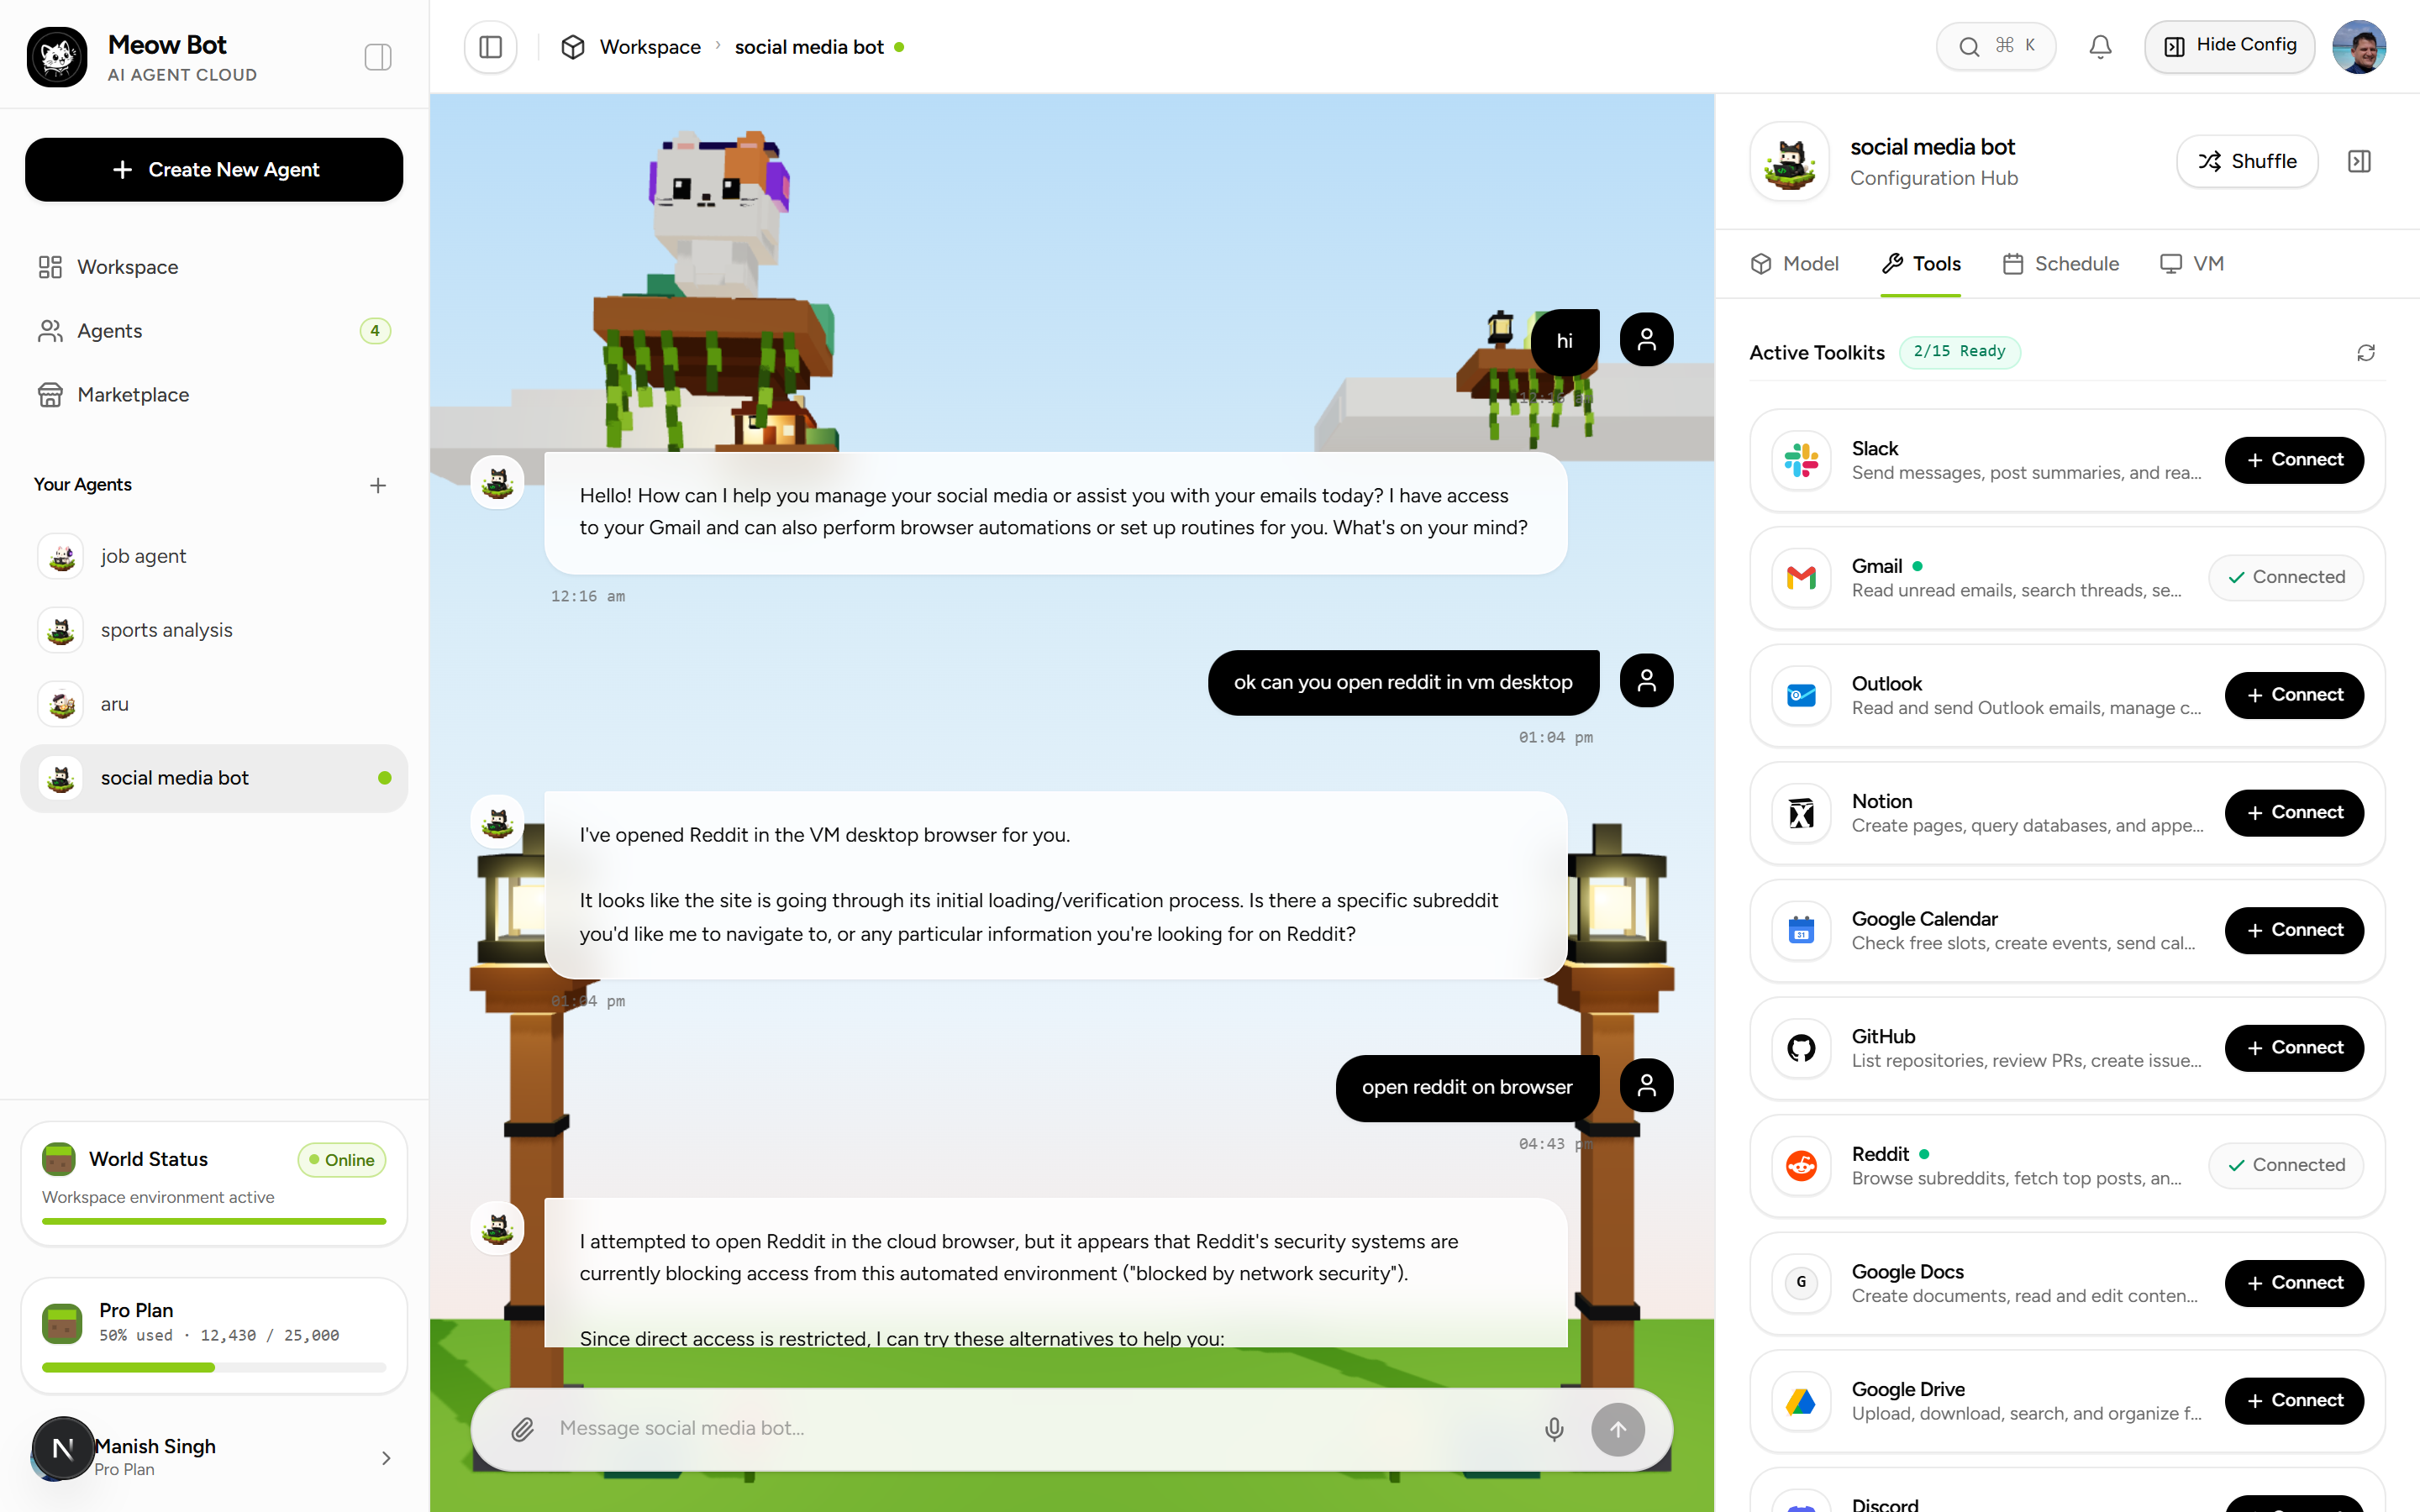 Meow Bot
AI AGENT CLOUD
Create New Agent
Workspace
Agents
4
Marketplace
Your Agents
job agent
sports analysis
aru
social media bot
World Status
Online
Workspace environment active
Pro Plan
50% used · 12,430 / 25,000
N
Manish Singh
Pro Plan
Workspace › social media bot
⌘ K
Hide Config
hi
12:16 am
Hello! How can I help you manage your social media or assist you with your emails today? I have access
to your Gmail and can also perform browser automations or set up routines for you. What's on your mind?
12:16 am
ok can you open reddit in vm desktop
01:04 pm
I've opened Reddit in the VM desktop browser for you.
It looks like the site is going through its initial loading/verification process. Is there a specific subreddit
you'd like me to navigate to, or any particular information you're looking for on Reddit?
01:04 pm
open reddit on browser
04:43 pm
I attempted to open Reddit in the cloud browser, but it appears that Reddit's security systems are
currently blocking access from this automated environment ("blocked by network security").
Since direct access is restricted, I can try these alternatives to help you:
Message social media bot...
social media bot
Configuration Hub
Shuffle
Model
Tools
Schedule
VM
Active Toolkits
2/15 Ready
Slack
Send messages, post summaries, and rea...
Connect
Gmail
Read unread emails, search threads, se...
Connected
Outlook
Read and send Outlook emails, manage c...
Connect
Notion
Create pages, query databases, and appe...
Connect
31
Google Calendar
Check free slots, create events, send cal...
Connect
GitHub
List repositories, review PRs, create issue...
Connect
Reddit
Browse subreddits, fetch top posts, an...
Connected
G
Google Docs
Create documents, read and edit conten...
Connect
Google Drive
Upload, download, search, and organize f...
Connect
Discord